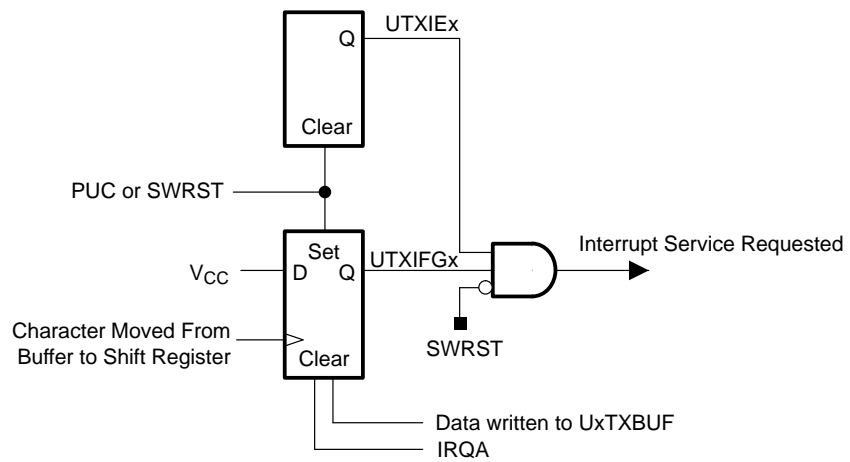 Q
UTXIEx
Clear
PUC or SWRST
Set
VCC
D
Q
UTXIFGx
Interrupt Service Requested
Character Moved From
Buffer to Shift Register
Clear
SWRST
Data written to UxTXBUF
IRQA